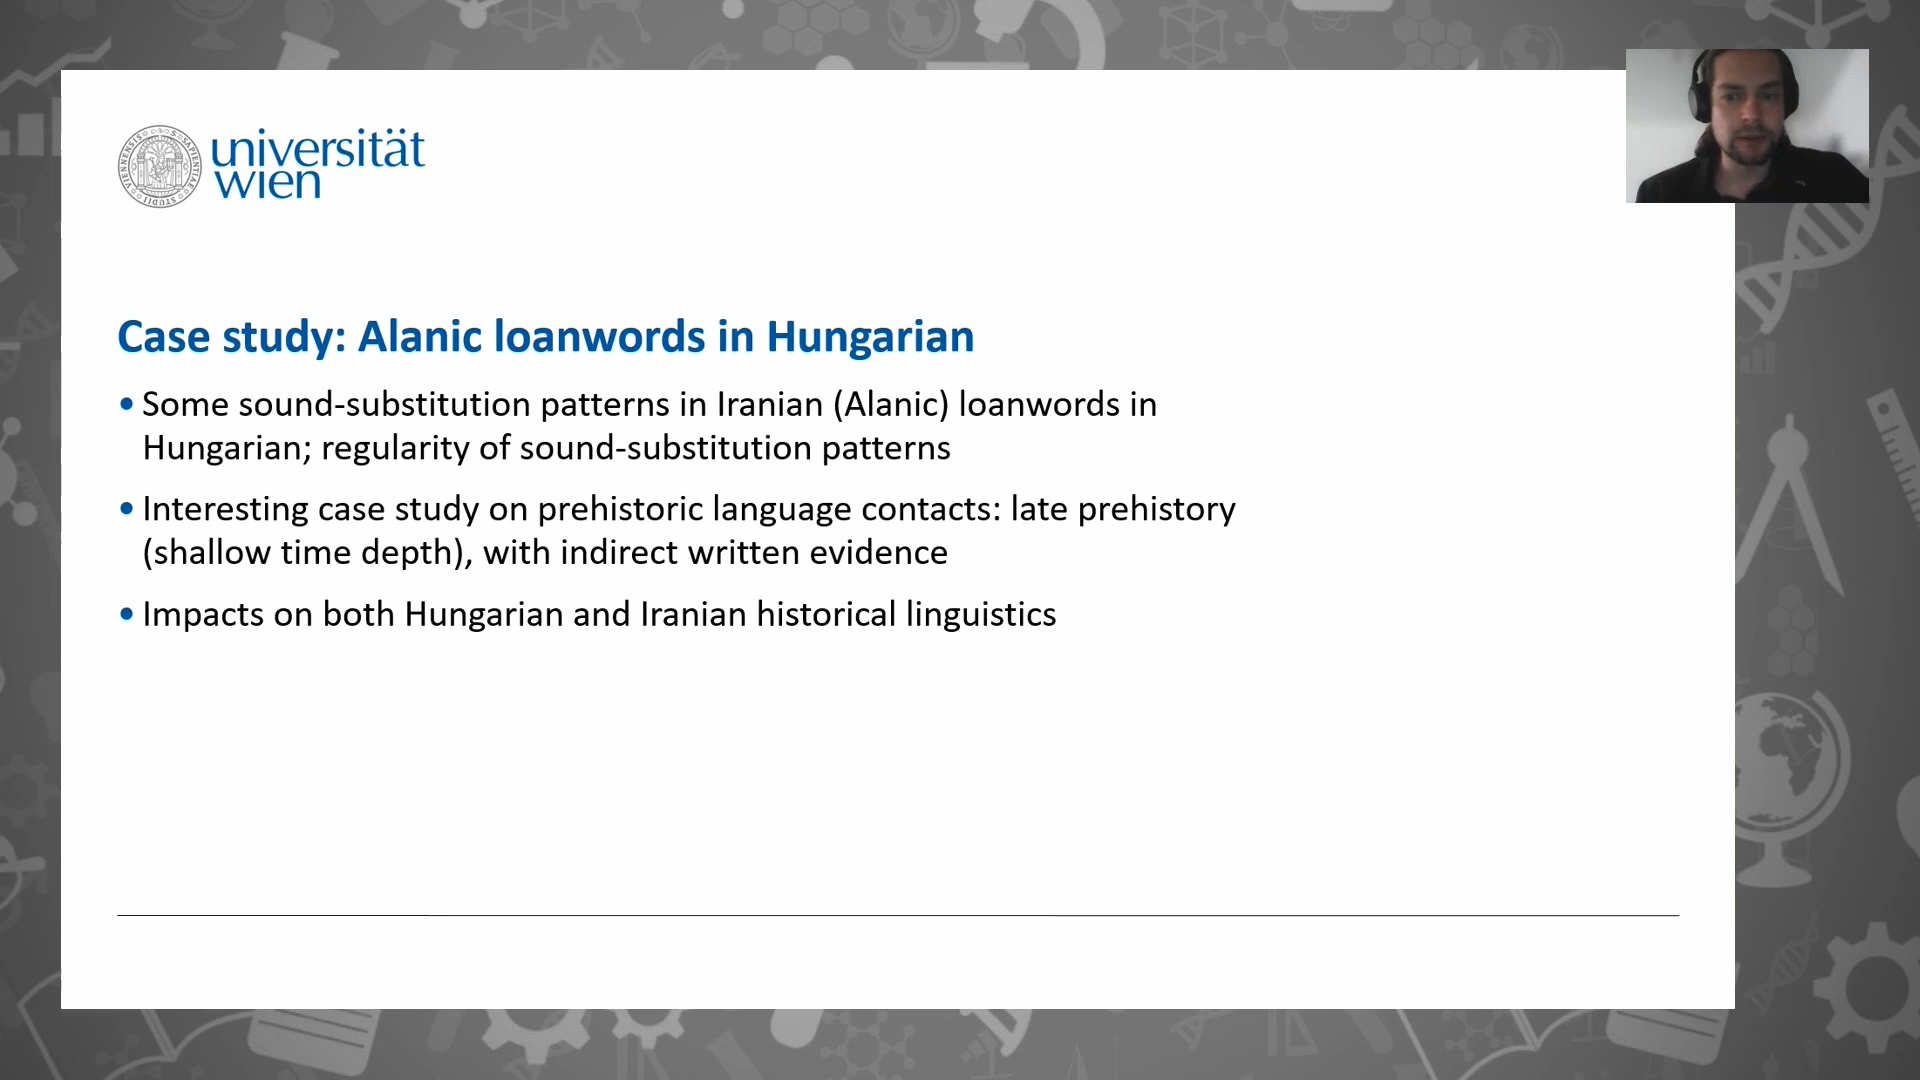 universität
wien
Case study: Alanic loanwords in Hungarian
• Some sound-substitution patterns in Iranian (Alanic) loanwords in
Hungarian; regularity of sound-substitution patterns
• Interesting case study on prehistoric language contacts: late prehistory
(shallow time depth), with indirect written evidence
• Impacts on both Hungarian and Iranian historical linguistics